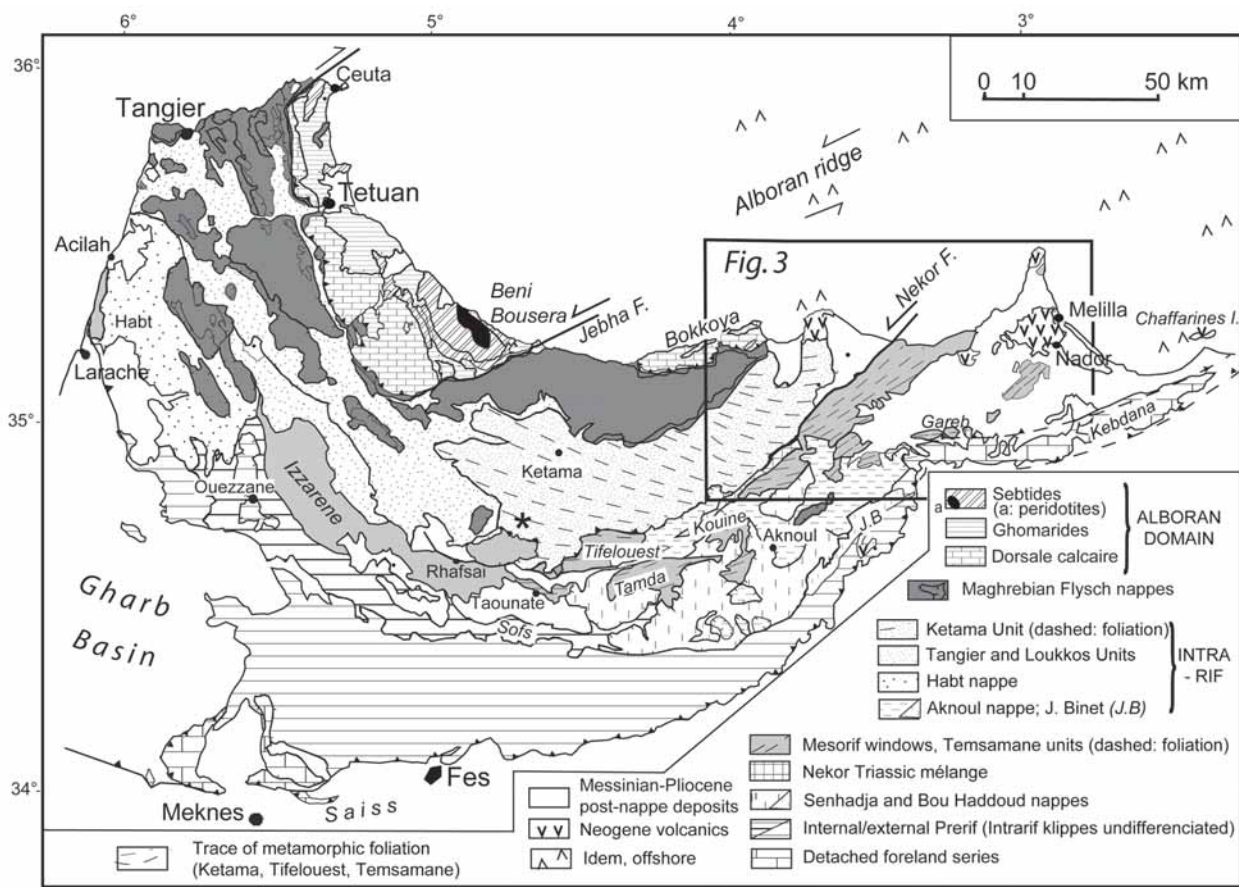 6°
5°
4°
3°
36°
35°
34°
0 10 50 km
Ceuta
Tangier
Tetuan
Alboran ridge
Acilah
Fig.3
Nekor F.
Beni
Bousera
Jebha F.
Bokkoya
Melilla
Chaffarines I.
Habt
Nador
Larache
Gareb
Kebdana
Ketama
Izzarene
Ouezzane
Kouine
J.B
Aknoul
Tifelouest
Rhafsai
Tamda
Taounate
Sofs
Gharb
Basin
Fes
Meknes
Saiss
a
Sebtides
(a: peridotites)
Ghomarides
Dorsale calcaire
ALBORAN
DOMAIN
Maghrebian Flysch nappes
Ketama Unit (dashed: foliation)
Tangier and Loukkos Units
Habt nappe
Aknoul nappe; J. Binet (J.B)
INTRA
- RIF
Mesorif windows, Temsamane units (dashed: foliation)
Nekor Triassic mélange
Senhadja and Bou Haddoud nappes
Internal/external Prerif (Intrarif klippes undifferenciated)
Detached foreland series
Messinian-Pliocene
post-nappe deposits
Neogene volcanics
Idem, offshore
Trace of metamorphic foliation
(Ketama, Tifelouest, Temsamane)